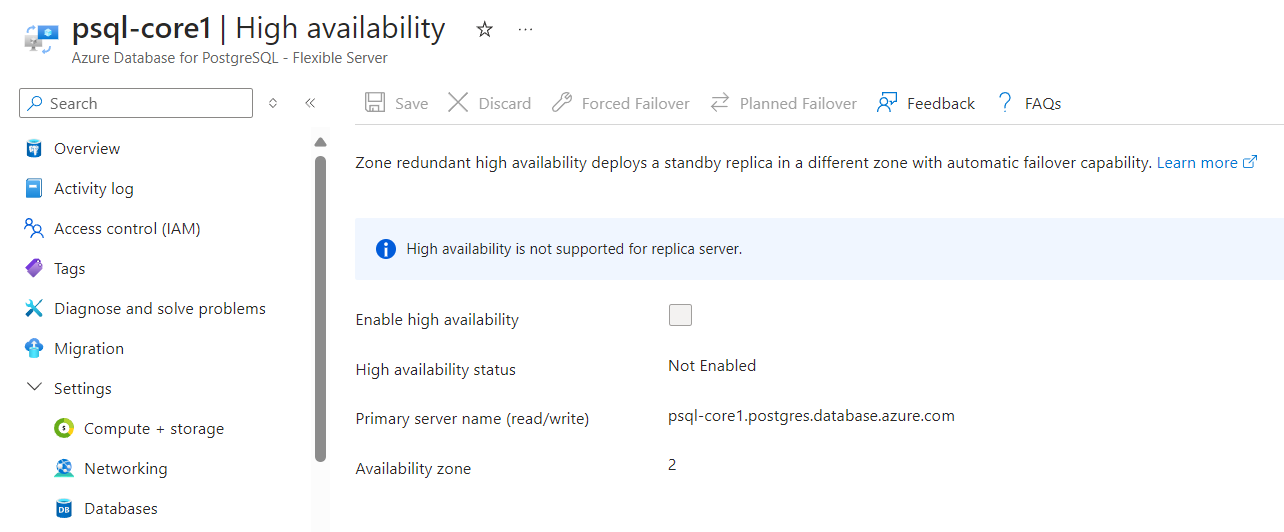 psql-core1 | High availability
Azure Database for PostgreSQL - Flexible Server
Search
Save Discard Forced Failover Planned Failover Feedback FAQs
Overview
Activity log
Access control (IAM)
Tags
Diagnose and solve problems
Migration
Settings
Compute + storage
Networking
Databases
Zone redundant high availability deploys a standby replica in a different zone with automatic failover capability. Learn more
High availability is not supported for replica server.
Enable high availability
High availability status Not Enabled
Primary server name (read/write) psql-core1.postgres.database.azure.com
Availability zone 2